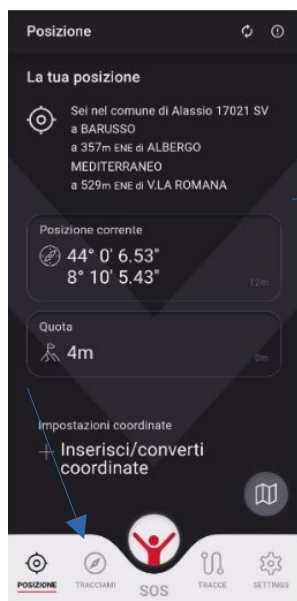 Posizione
La tua posizione
Sei nel comune di Alassio 17021 SV
a BARUSSO
a 357m ENE di ALBERGO
MEDITERRANEO
a 529m ENE di V.LA ROMANA
Posizione corrente
44° 0' 6.53"
8° 10' 5.43"
12m
Quota
4m
0m
Impostazioni coordinate
Inserisci/converti
coordinate
POSIZIONE TRACCIAMI SOS TRACCE SETTINGS